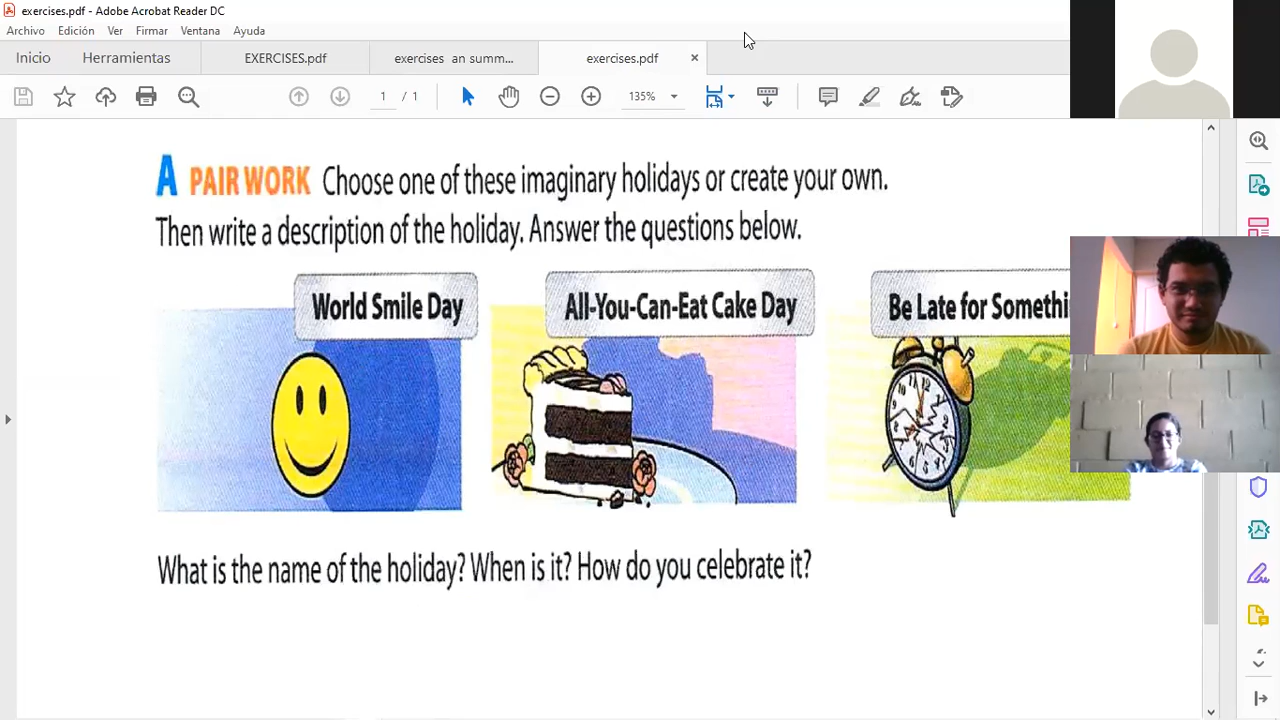 exercises.pdf - Adobe Acrobat Reader DC
Archivo Edición Ver Firmar Ventana Ayuda
Inicio Herramientas EXERCISES.pdf exercises an summ... exercises.pdf
1 / 1 135%
A PAIR WORK Choose one of these imaginary holidays or create your own.
Then write a description of the holiday. Answer the questions below.
World Smile Day All-You-Can-Eat Cake Day Be Late for Somethi
What is the name of the holiday? When is it? How do you celebrate it?